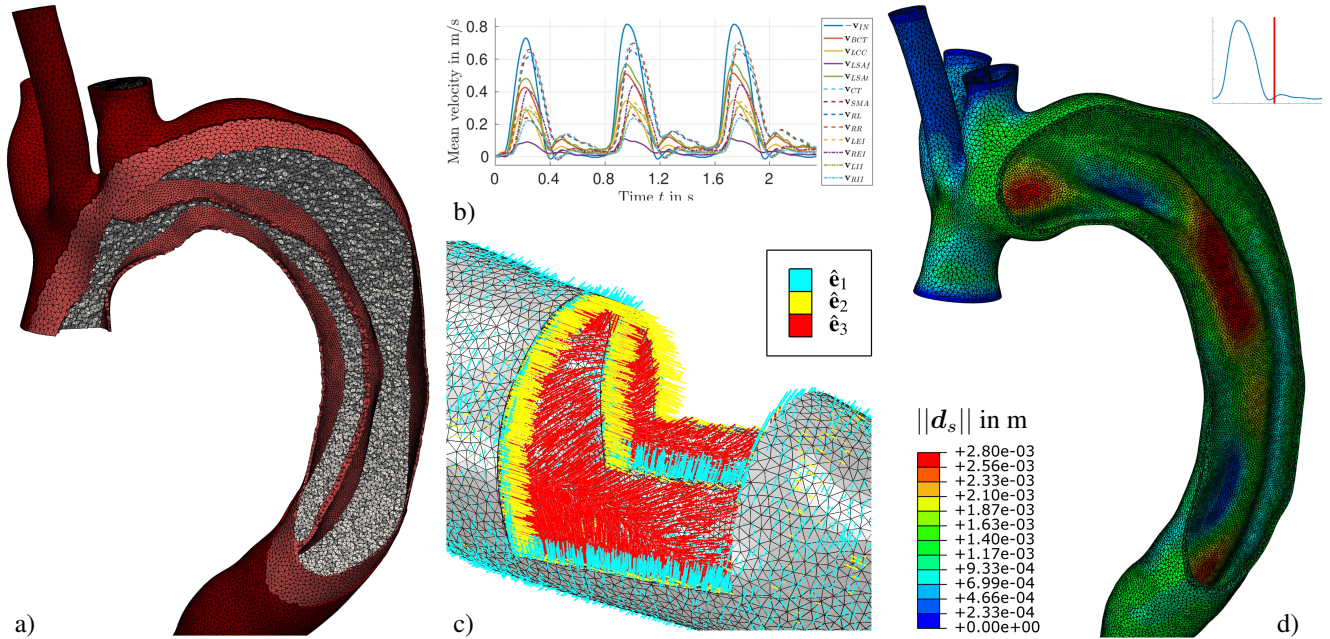 a)
Mean velocity in m/s
0.8
0.6
0.4
0.2
0
0 0.4 0.8 1.2 1.6 2
Time t in s
−v_IN
v_BCT
v_LCC
v_LSAf
v_LSAt
v_CT
v_SMA
v_RL
v_RR
v_LEI
v_REI
v_LII
v_RII
b)
ê₁
ê₂
ê₃
c)
||d_s|| in m
+2.80e-03
+2.56e-03
+2.33e-03
+2.10e-03
+1.87e-03
+1.63e-03
+1.40e-03
+1.17e-03
+9.33e-04
+6.99e-04
+4.66e-04
+2.33e-04
+0.00e+00
d)